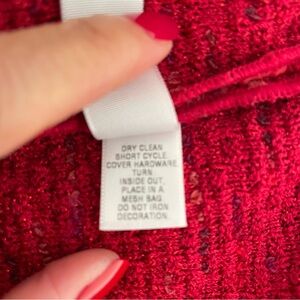 DRY CLEAN
SHORT CYCLE.
COVER HARDWARE,
TURN
INSIDE OUT,
PLACE IN A
MESH BAG.
DO NOT IRON
DECORATION.